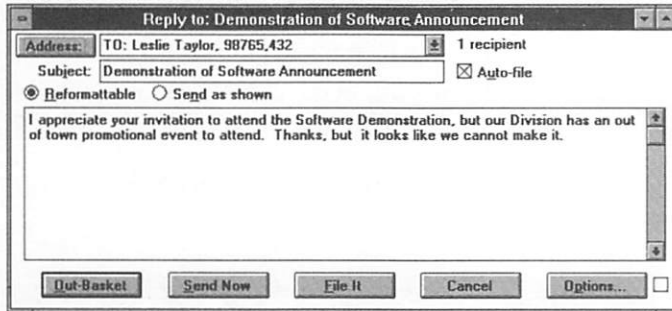 Reply to: Demonstration of Software Announcement
Address: TO: Leslie Taylor, 98765,432 1 recipient
Subject: Demonstration of Software Announcement Auto-file
Reformattable Send as shown
I appreciate your invitation to attend the Software Demonstration, but our Division has an out
of town promotional event to attend. Thanks, but it looks like we cannot make it.
Out-Basket Send Now File It Cancel Options...